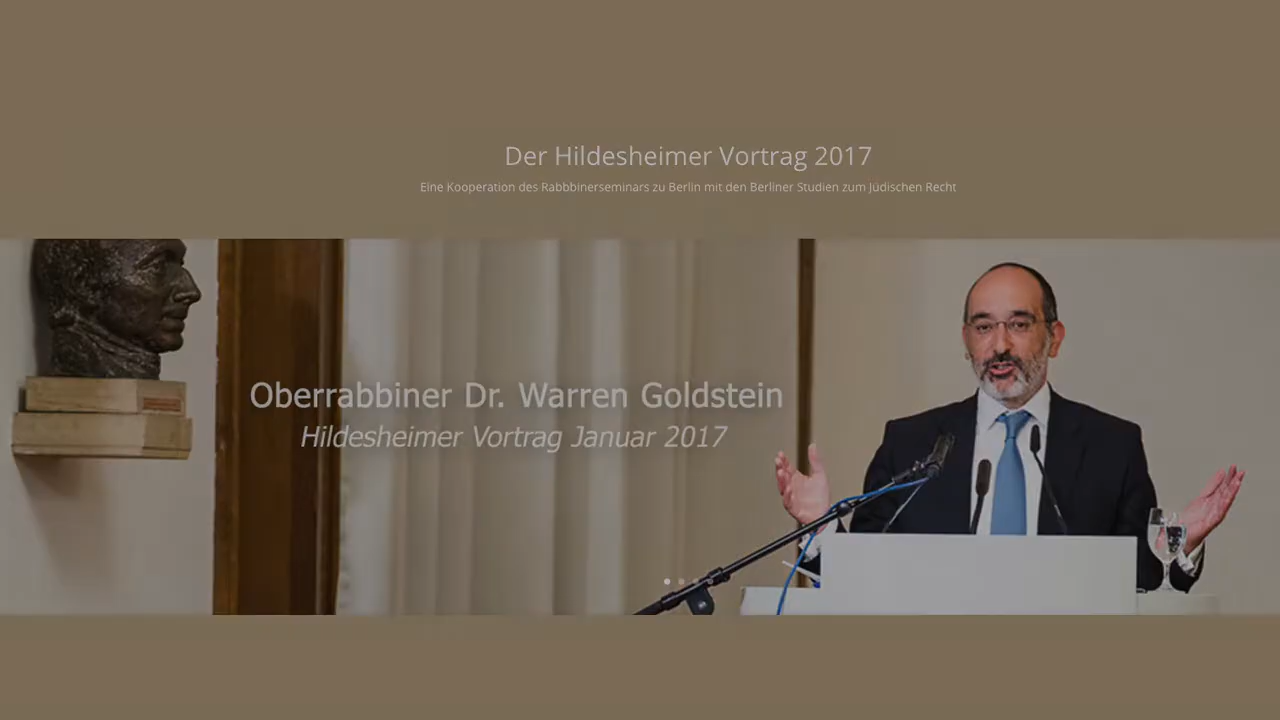 Der Hildesheimer Vortrag 2017
Eine Kooperation des Rabbbinerseminars zu Berlin mit den Berliner Studien zum Jüdischen Recht
Oberrabbiner Dr. Warren Goldstein
Hildesheimer Vortrag Januar 2017